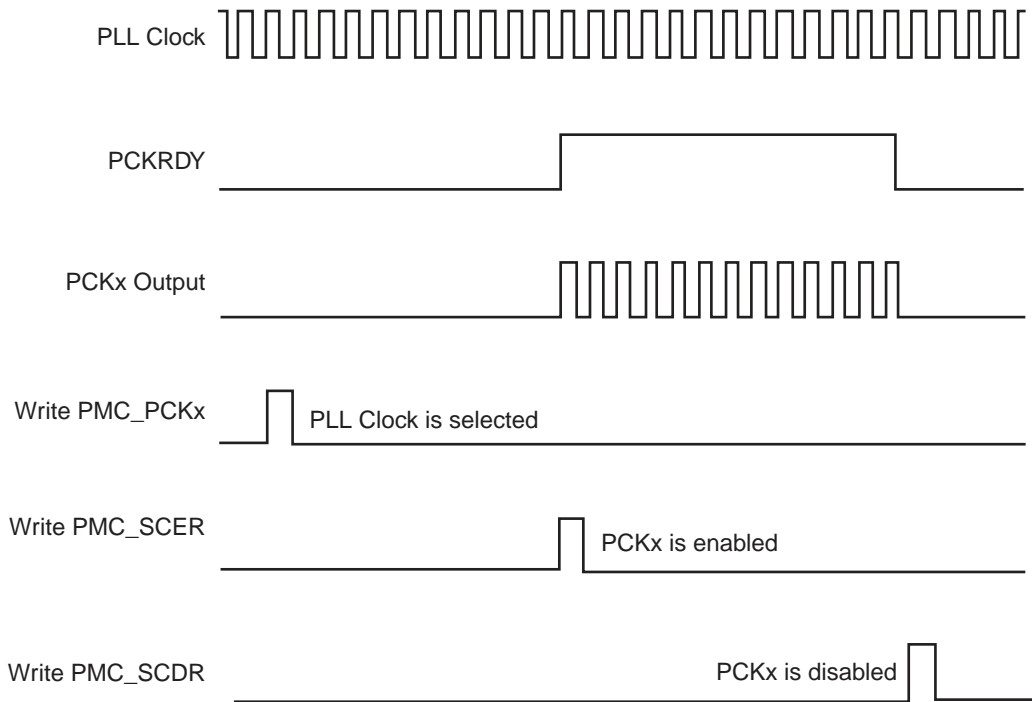 PLL Clock
PCKRDY
PCKx Output
Write PMC_PCKx
PLL Clock is selected
Write PMC_SCER
PCKx is enabled
Write PMC_SCDR
PCKx is disabled